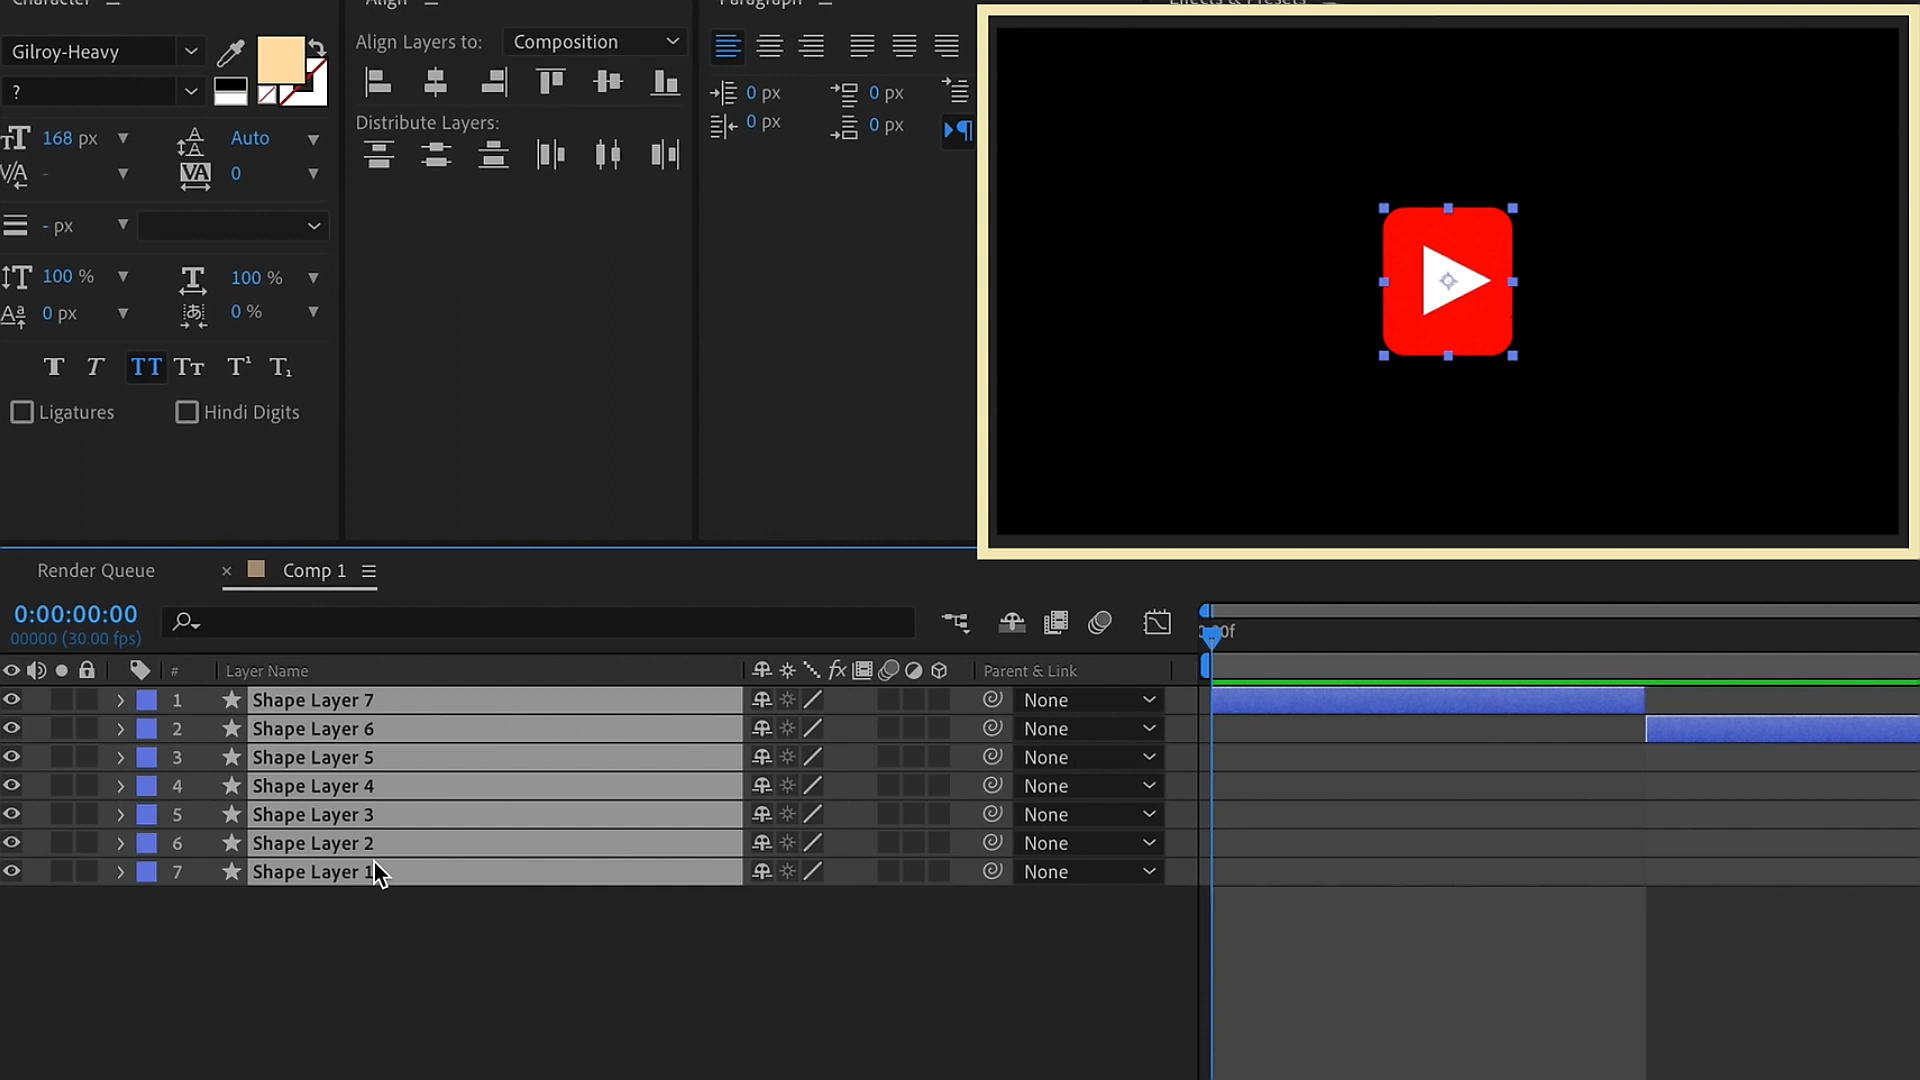 Character
Align
Paragraph
Effects & Presets
Gilroy-Heavy
Align Layers to:
Composition
?
0 px
0 px
0 px
0 px
Distribute Layers:
168 px
Auto
-
0
- px
100 %
100 %
0 px
0 %
T T TT Tt T¹ T₁
Ligatures
Hindi Digits
Render Queue
× Comp 1
0:00:00:00
00000 (30.00 fps)
#
Layer Name
fx
Parent & Link
1 Shape Layer 7 None
2 Shape Layer 6 None
3 Shape Layer 5 None
4 Shape Layer 4 None
5 Shape Layer 3 None
6 Shape Layer 2 None
7 Shape Layer 1 None